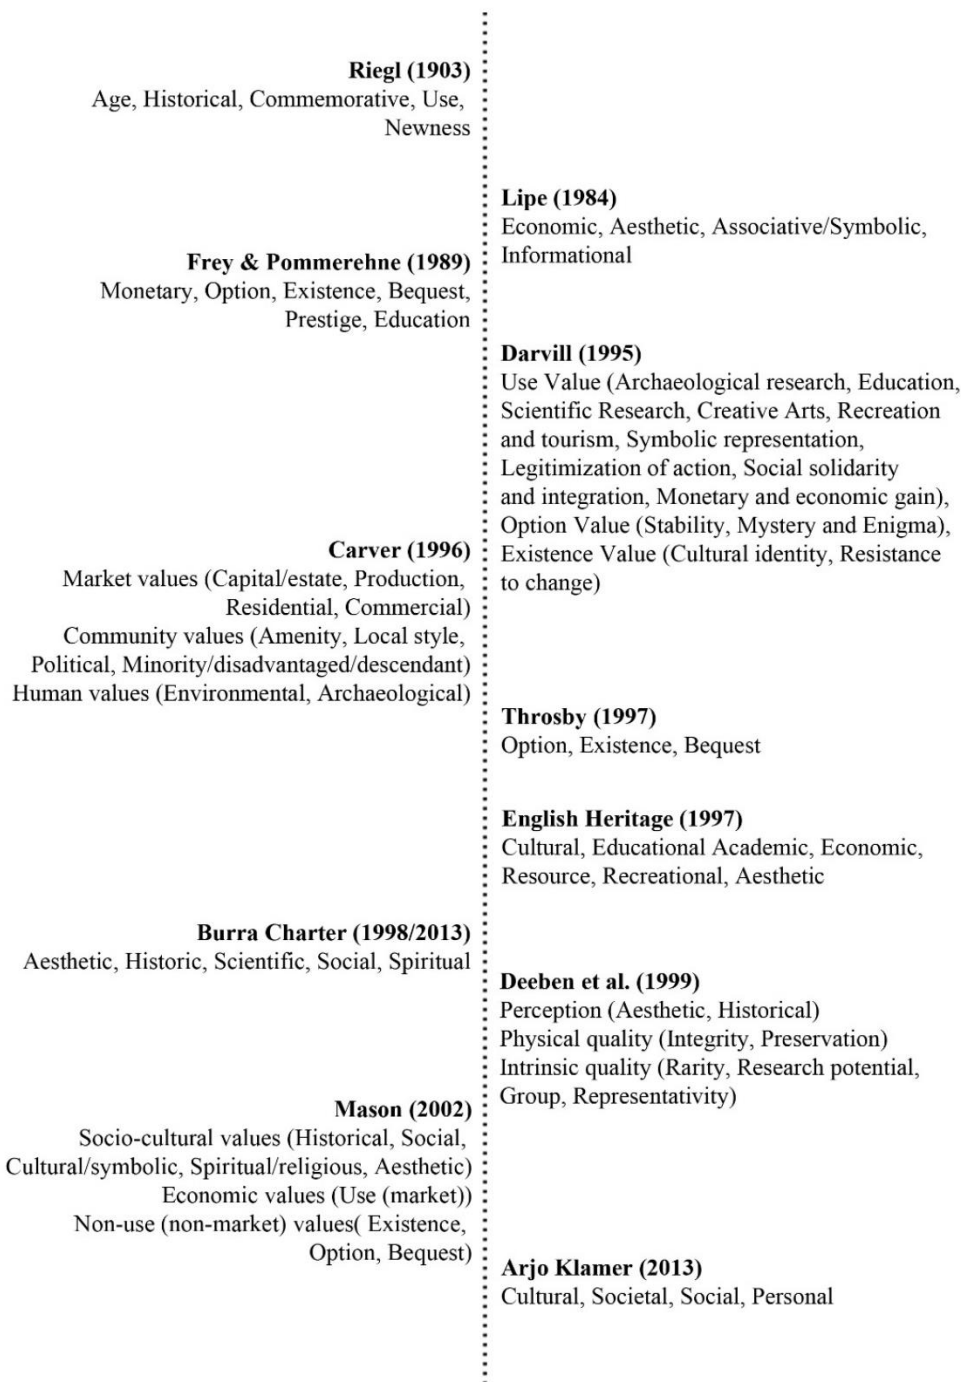 Riegl (1903)
Age, Historical, Commemorative, Use,
Newness
Lipe (1984)
Economic, Aesthetic, Associative/Symbolic,
Informational
Frey & Pommerehne (1989)
Monetary, Option, Existence, Bequest,
Prestige, Education
Darvill (1995)
Use Value (Archaeological research, Education,
Scientific Research, Creative Arts, Recreation
and tourism, Symbolic representation,
Legitimization of action, Social solidarity
and integration, Monetary and economic gain),
Option Value (Stability, Mystery and Enigma),
Existence Value (Cultural identity, Resistance
to change)
Carver (1996)
Market values (Capital/estate, Production,
Residential, Commercial)
Community values (Amenity, Local style,
Political, Minority/disadvantaged/descendant)
Human values (Environmental, Archaeological)
Throsby (1997)
Option, Existence, Bequest
English Heritage (1997)
Cultural, Educational Academic, Economic,
Resource, Recreational, Aesthetic
Burra Charter (1998/2013)
Aesthetic, Historic, Scientific, Social, Spiritual
Deeben et al. (1999)
Perception (Aesthetic, Historical)
Physical quality (Integrity, Preservation)
Intrinsic quality (Rarity, Research potential,
Group, Representativity)
Mason (2002)
Socio-cultural values (Historical, Social,
Cultural/symbolic, Spiritual/religious, Aesthetic)
Economic values (Use (market))
Non-use (non-market) values( Existence,
Option, Bequest)
Arjo Klamer (2013)
Cultural, Societal, Social, Personal